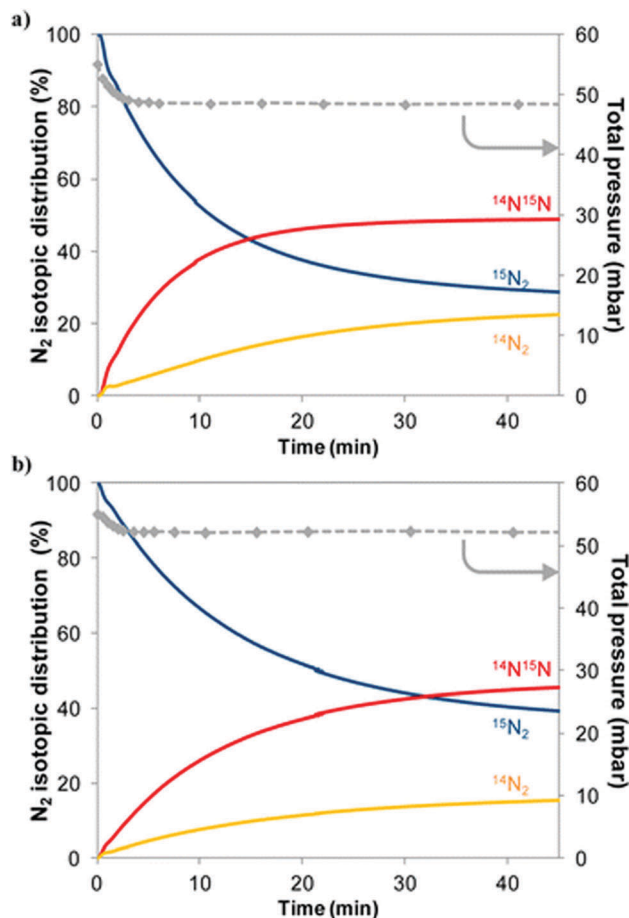 a)
N₂ isotopic distribution (%)
100
80
60
40
20
0
60
50
40
30
20
10
0
Total pressure (mbar)
¹⁴N¹⁵N
¹⁵N₂
¹⁴N₂
0 10 20 30 40
Time (min)
b)
N₂ isotopic distribution (%)
100
80
60
40
20
0
60
50
40
30
20
10
0
Total pressure (mbar)
¹⁴N¹⁵N
¹⁵N₂
¹⁴N₂
0 10 20 30 40
Time (min)